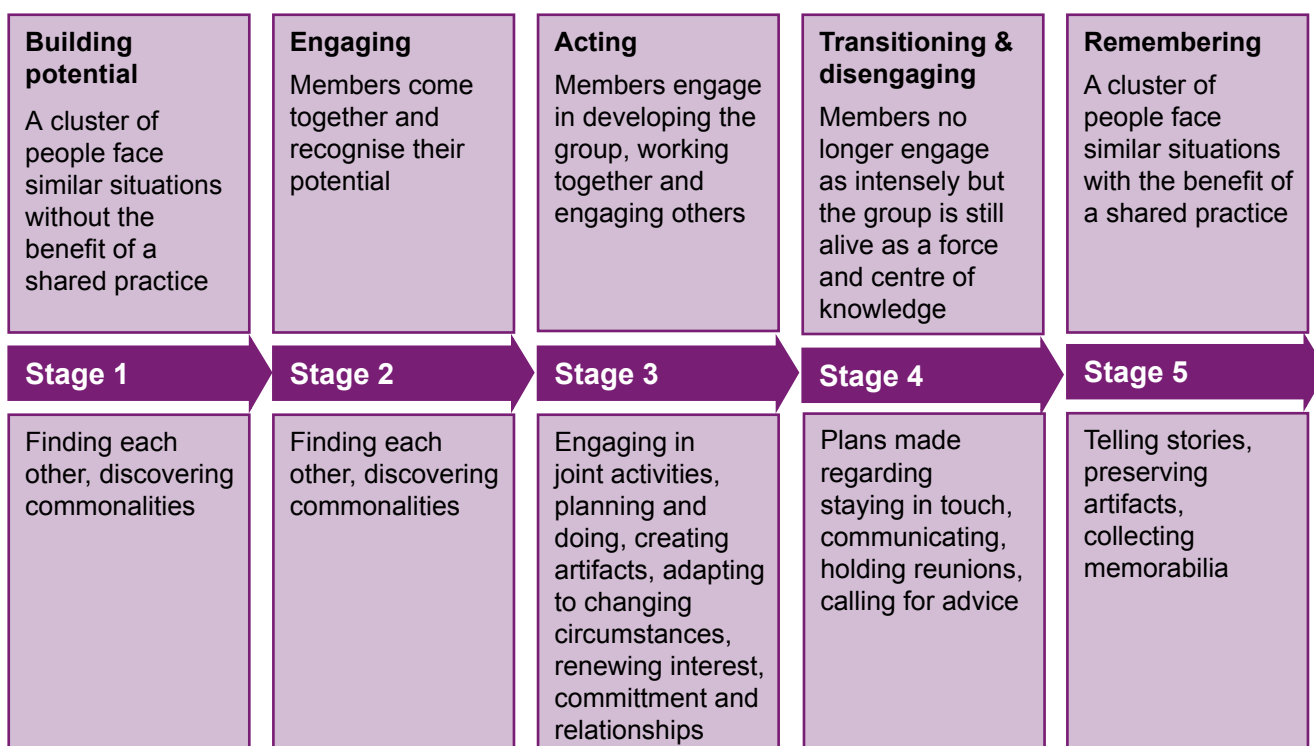 Building
potential
A cluster of
people face
similar situations
without the
benefit of a
shared practice
Engaging
Members come
together and
recognise their
potential
Acting
Members engage
in developing the
group, working
together and
engaging others
Transitioning &
disengaging
Members no
longer engage
as intensely but
the group is still
alive as a force
and centre of
knowledge
Remembering
A cluster of
people face
similar situations
with the benefit of
a shared practice
Stage 1
Stage 2
Stage 3
Stage 4
Stage 5
Finding each
other, discovering
commonalities
Finding each
other, discovering
commonalities
Engaging in
joint activities,
planning and
doing, creating
artifacts, adapting
to changing
circumstances,
renewing interest,
committment and
relationships
Plans made
regarding
staying in touch,
communicating,
holding reunions,
calling for advice
Telling stories,
preserving
artifacts,
collecting
memorabilia